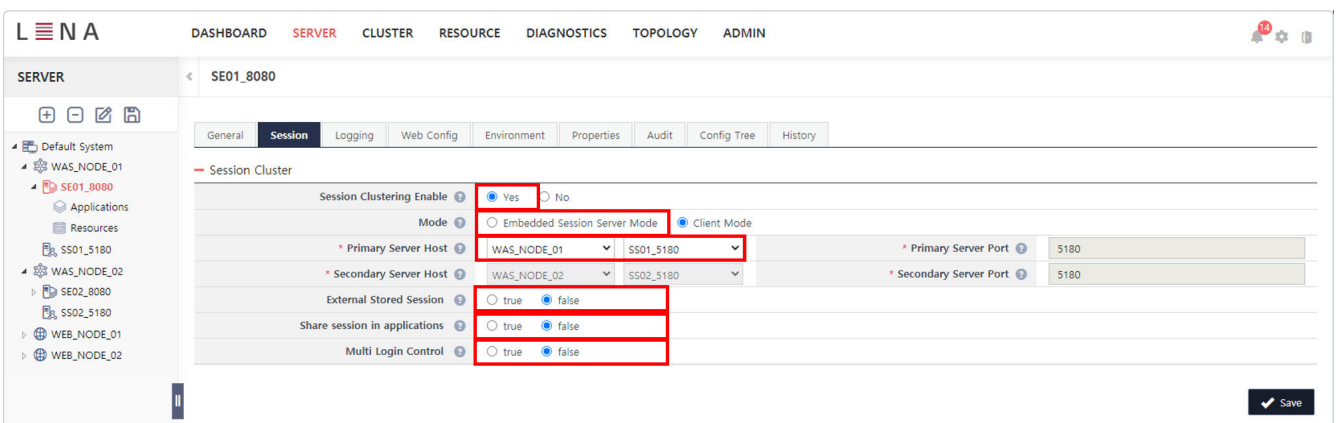 LENA
DASHBOARD SERVER CLUSTER RESOURCE DIAGNOSTICS TOPOLOGY ADMIN
14
SERVER
SE01_8080
Default System
WAS_NODE_01
SE01_8080
Applications
Resources
SS01_5180
WAS_NODE_02
SE02_8080
SS02_5180
WEB_NODE_01
WEB_NODE_02
General Session Logging Web Config Environment Properties Audit Config Tree History
Session Cluster
Session Clustering Enable ? Yes No
Mode ? Embedded Session Server Mode Client Mode
* Primary Server Host ? WAS_NODE_01 SS01_5180 * Primary Server Port ? 5180
* Secondary Server Host ? WAS_NODE_02 SS02_5180 * Secondary Server Port ? 5180
External Stored Session ? true false
Share session in applications ? true false
Multi Login Control ? true false
Save